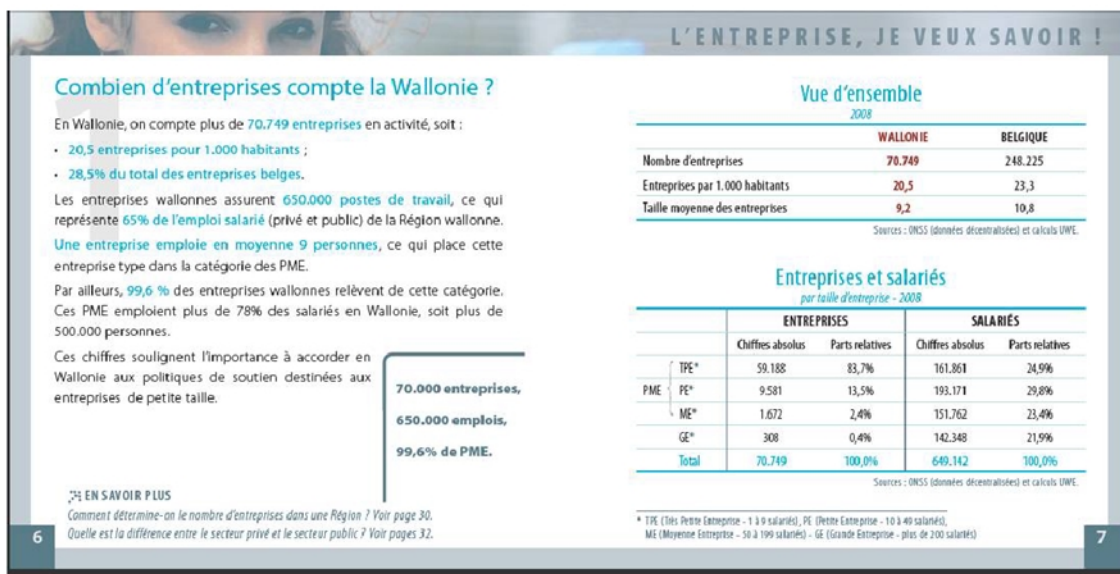 L'ENTREPRISE, JE VEUX SAVOIR !
1
Combien d'entreprises compte la Wallonie ?
En Wallonie, on compte plus de 70.749 entreprises en activité, soit :
• 20,5 entreprises pour 1.000 habitants ;
• 28,5% du total des entreprises belges.
Les entreprises wallonnes assurent 650.000 postes de travail, ce qui
représente 65% de l'emploi salarié (privé et public) de la Région wallonne.
Une entreprise emploie en moyenne 9 personnes, ce qui place cette
entreprise type dans la catégorie des PME.
Par ailleurs, 99,6 % des entreprises wallonnes relèvent de cette catégorie.
Ces PME emploient plus de 78% des salariés en Wallonie, soit plus de
500.000 personnes.
Ces chiffres soulignent l'importance à accorder en
Wallonie aux politiques de soutien destinées aux
entreprises de petite taille.
70.000 entreprises,
650.000 emplois,
99,6% de PME.
EN SAVOIR PLUS
Comment détermine-on le nombre d'entreprises dans une Région ? Voir page 30.
Quelle est la différence entre le secteur privé et le secteur public ? Voir pages 32.
6
Vue d'ensemble
2008
WALLONIE BELGIQUE
Nombre d'entreprises 70.749 248.225
Entreprises par 1.000 habitants 20,5 23,3
Taille moyenne des entreprises 9,2 10,8
Sources : ONSS (données décentralisées) et calculs UWE.
Entreprises et salariés
par taille d'entreprise - 2008
ENTREPRISES SALARIÉS
Chiffres absolus Parts relatives Chiffres absolus Parts relatives
TPE* 59.188 83,7% 161.861 24,9%
PME PE* 9.581 13,5% 193.171 29,8%
ME* 1.672 2,4% 151.762 23,4%
GE* 308 0,4% 142.348 21,9%
Total 70.749 100,0% 649.142 100,0%
Sources : ONSS (données décentralisées) et calculs UWE.
* TPE (Très Petite Entreprise - 1 à 9 salariés), PE (Petite Entreprise - 10 à 49 salariés),
ME (Moyenne Entreprise - 50 à 199 salariés) - GE (Grande Entreprise - plus de 200 salariés)
7